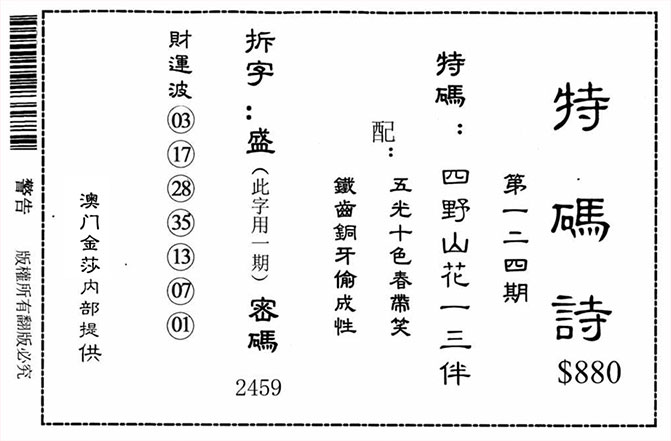 特碼詩
$880
第一二四期
特碼：四野山花一三伴
配：五光十色春帶笑
鐵齒銅牙偷成性
拆字：盛（此字用一期）密碼
2459
財運波 03 17 28 35 13 07 01
澳门金莎内部提供
警告 版權所有翻版必究